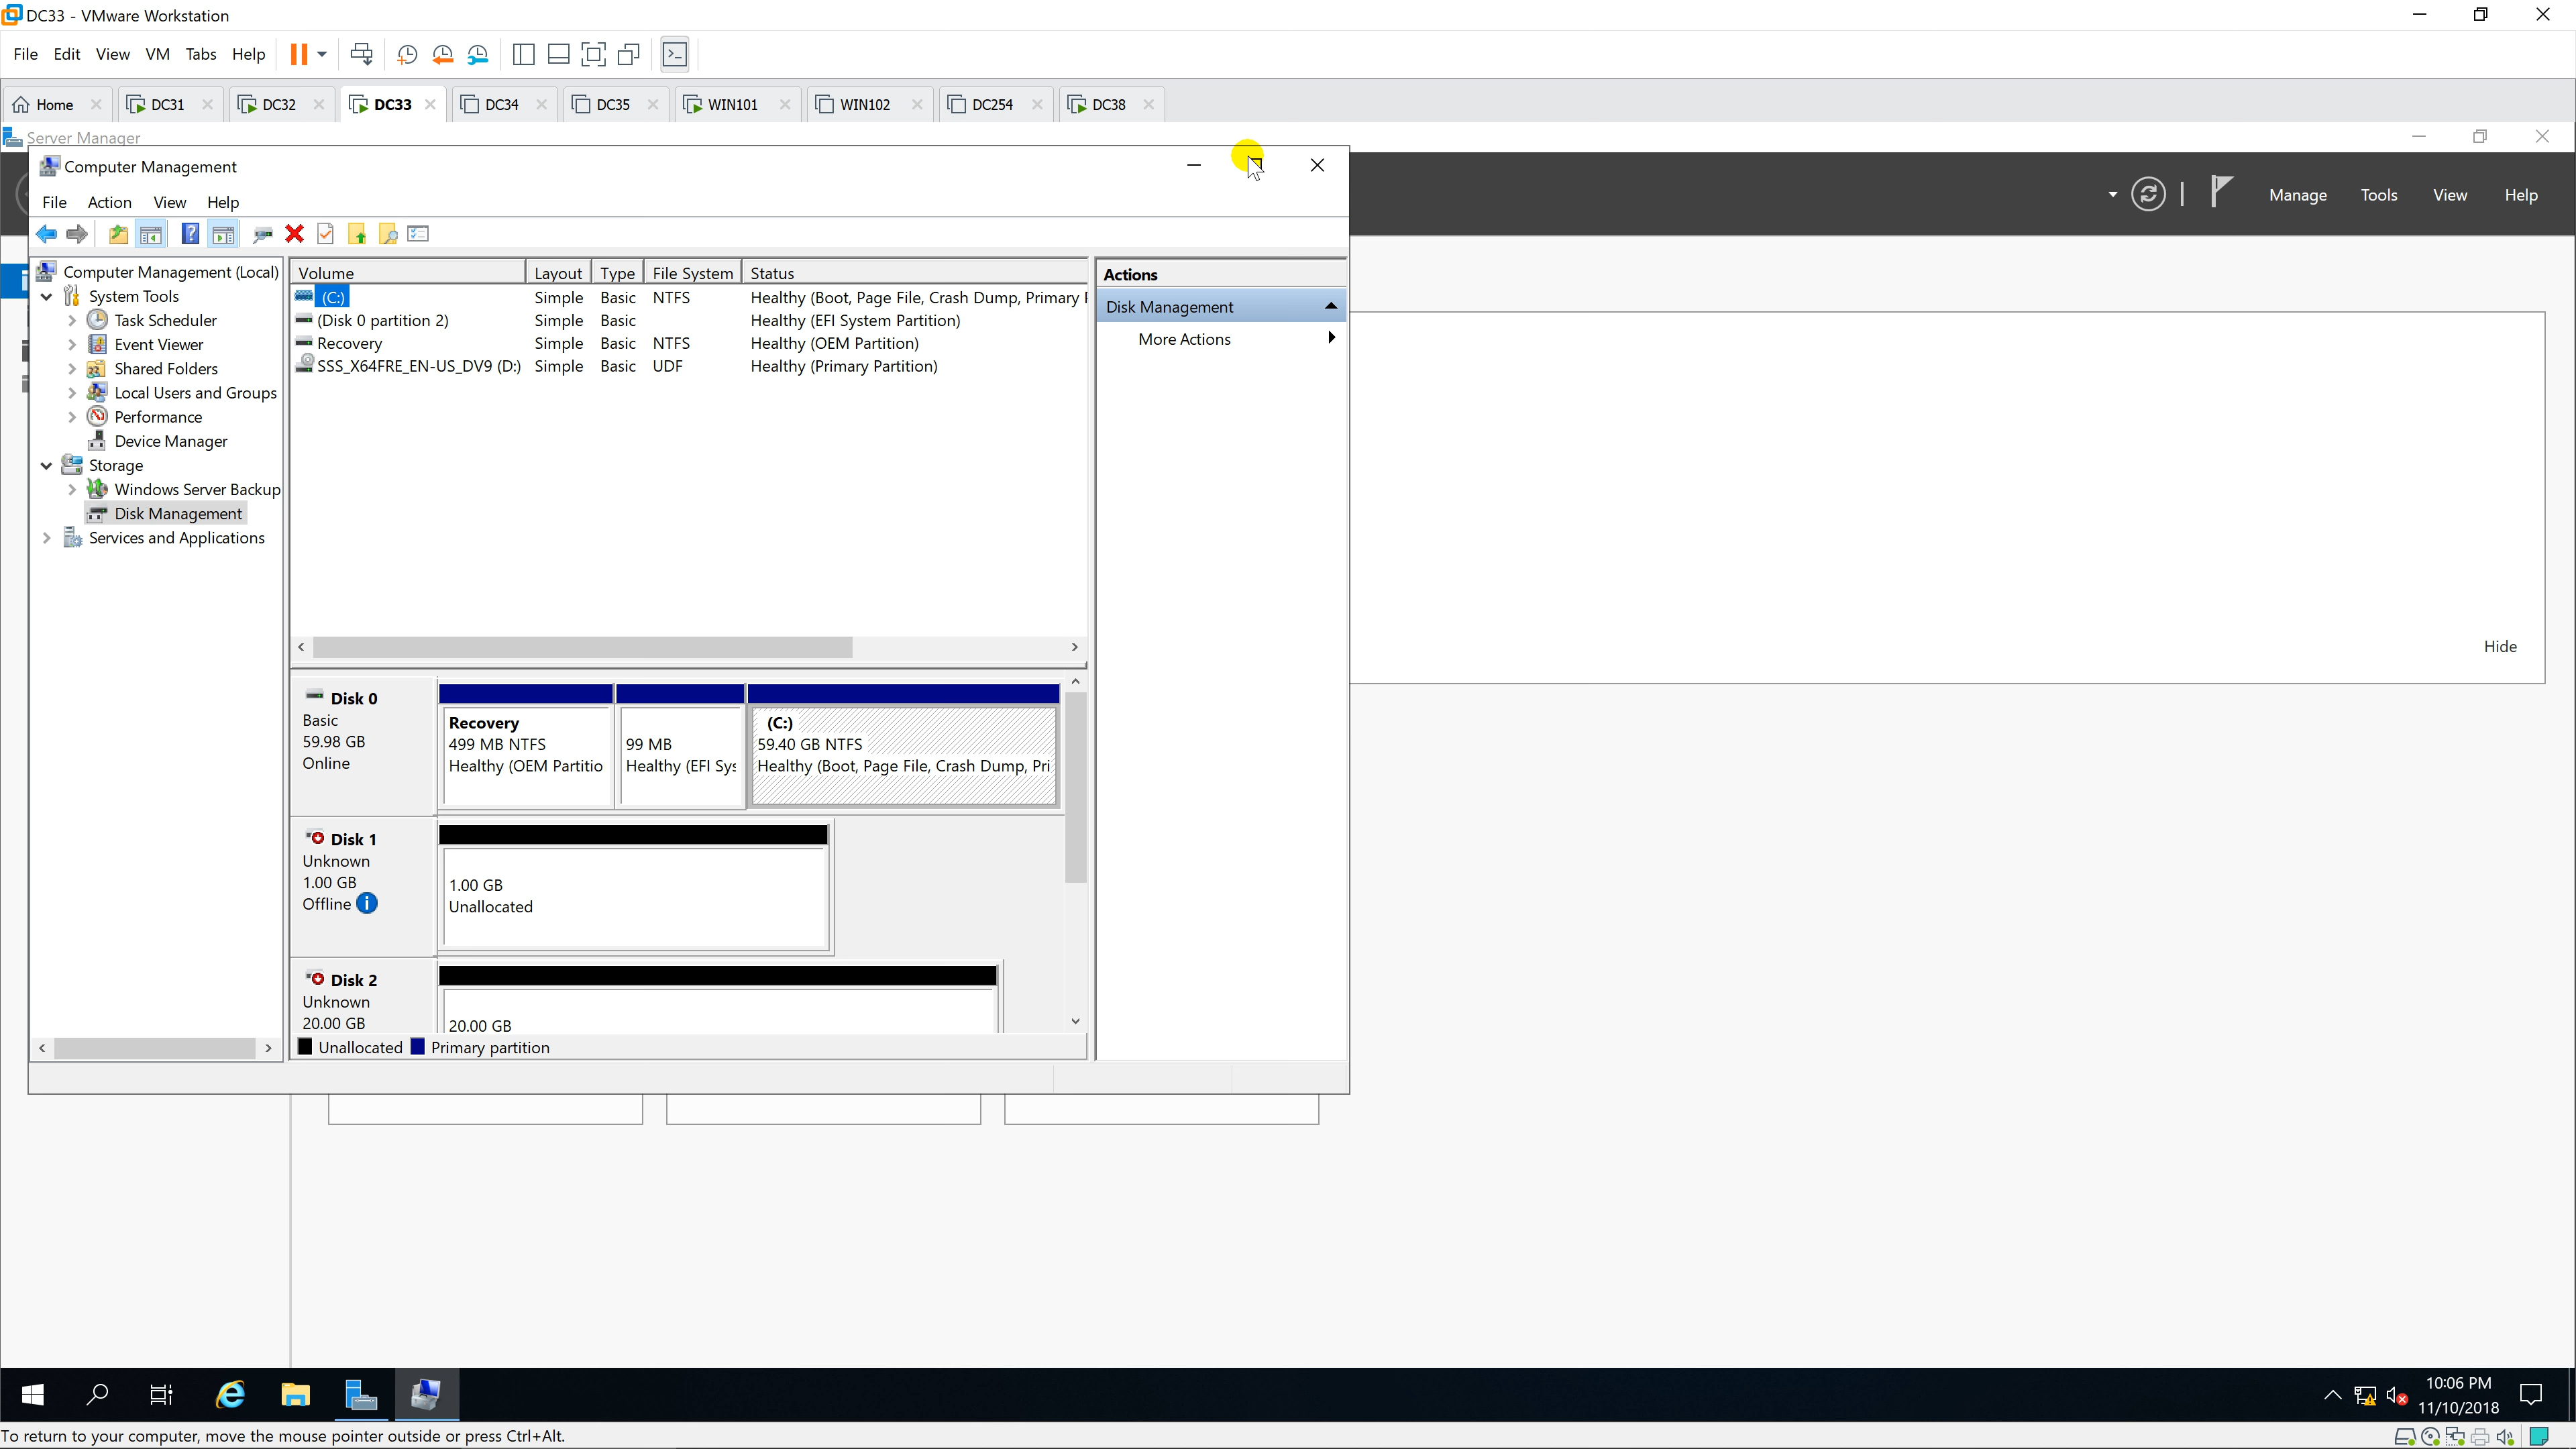 DC33 - VMware Workstation
File Edit View VM Tabs Help
Home DC31 DC32 DC33 DC34 DC35 WIN101 WIN102 DC254 DC38
Server Manager
Computer Management
Manage Tools View Help
File Action View Help
Computer Management (Local)
System Tools
Task Scheduler
Event Viewer
Shared Folders
Local Users and Groups
Performance
Device Manager
Storage
Windows Server Backup
Disk Management
Services and Applications
Volume Layout Type File System Status
(C:) Simple Basic NTFS Healthy (Boot, Page File, Crash Dump, Primary
(Disk 0 partition 2) Simple Basic Healthy (EFI System Partition)
Recovery Simple Basic NTFS Healthy (OEM Partition)
SSS_X64FRE_EN-US_DV9 (D:) Simple Basic UDF Healthy (Primary Partition)
Actions
Disk Management
More Actions
Hide
Disk 0
Basic
59.98 GB
Online
Recovery
499 MB NTFS
Healthy (OEM Partitio
99 MB
Healthy (EFI Sys
(C:)
59.40 GB NTFS
Healthy (Boot, Page File, Crash Dump, Pri
Disk 1
Unknown
1.00 GB
Offline
1.00 GB
Unallocated
Disk 2
Unknown
20.00 GB
20.00 GB
Unallocated Primary partition
10:06 PM
11/10/2018
To return to your computer, move the mouse pointer outside or press Ctrl+Alt.